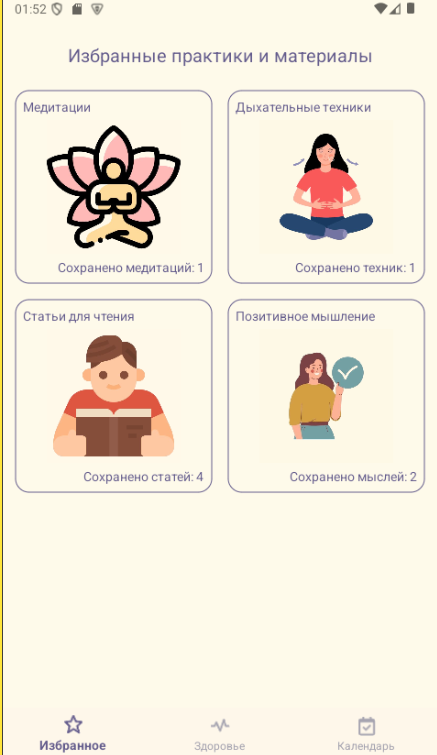 01:52
Избранные практики и материалы
Медитации
Сохранено медитаций: 1
Дыхательные техники
Сохранено техник: 1
Статьи для чтения
Сохранено статей: 4
Позитивное мышление
Сохранено мыслей: 2
Избранное
Здоровье
Календарь